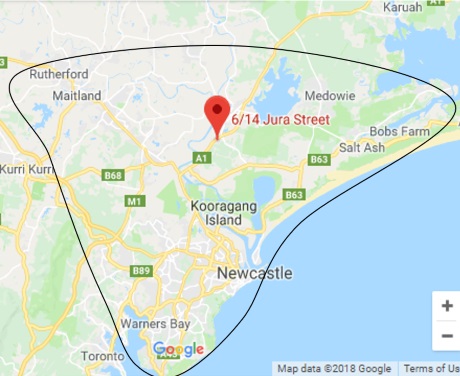 Karuah
Rutherford
Maitland
Medowie
6/14 Jura Street
Bobs Farm
A1
Salt Ash
B63
Kurri Kurri
B68
B63
M1
Kooragang
Island
B89
Newcastle
Warners Bay
Toronto
Google
Map data ©2018 Google
Terms of Us
+
−